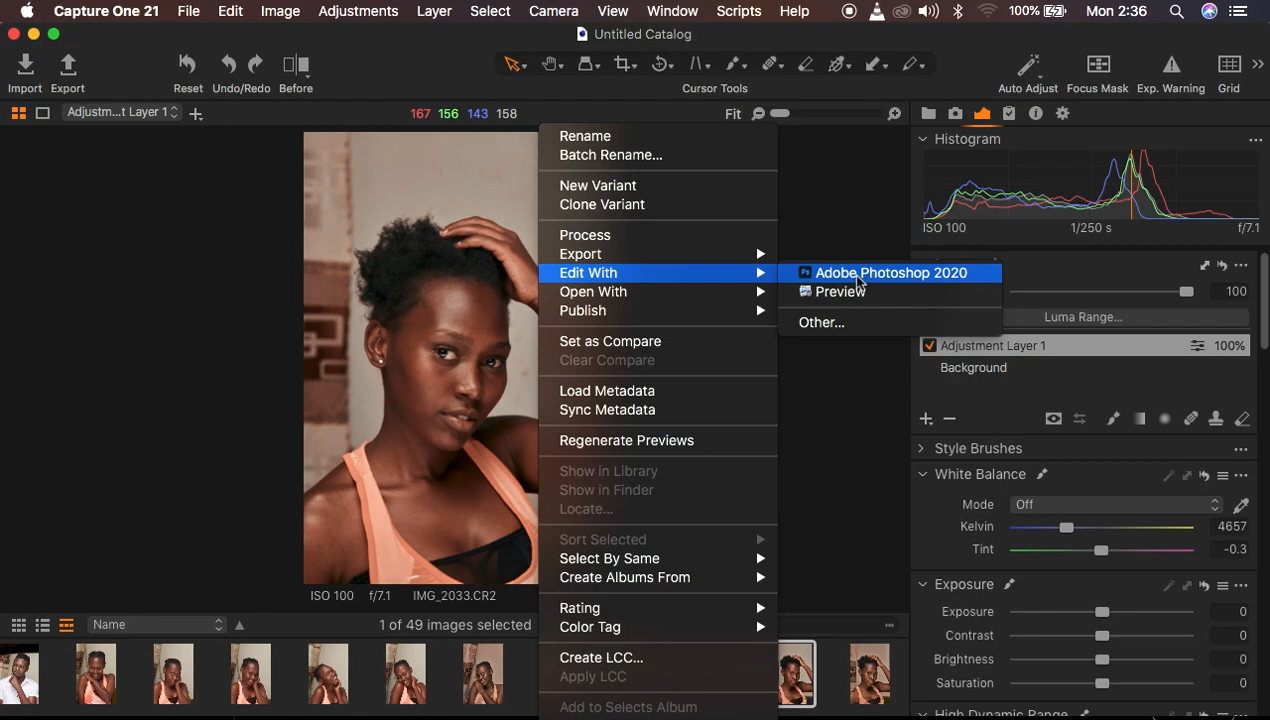 Capture One 21 File Edit Image Adjustments Layer Select Camera View Window Scripts Help 100% Mon 2:36
Untitled Catalog
Import Export Reset Undo/Redo Before Cursor Tools Auto Adjust Focus Mask Exp. Warning Grid
Adjustm...t Layer 1 167 156 143 158 Fit
Histogram
ISO 100 1/250 s f/7.1
100
Luma Range...
Adjustment Layer 1 100%
Background
Style Brushes
White Balance
Mode Off
Kelvin 4657
Tint -0.3
Exposure
Exposure 0
Contrast 0
Brightness 0
Saturation 0
High Dynamic Range
Rename
Batch Rename...
New Variant
Clone Variant
Process
Export
Edit With
Open With
Publish
Set as Compare
Clear Compare
Load Metadata
Sync Metadata
Regenerate Previews
Show in Library
Show in Finder
Locate...
Sort Selected
Select By Same
Create Albums From
Rating
Color Tag
Create LCC...
Apply LCC
Add to Selects Album
Ps Adobe Photoshop 2020
Preview
Other...
ISO 100 f/7.1 IMG_2033.CR2
Name 1 of 49 images selected